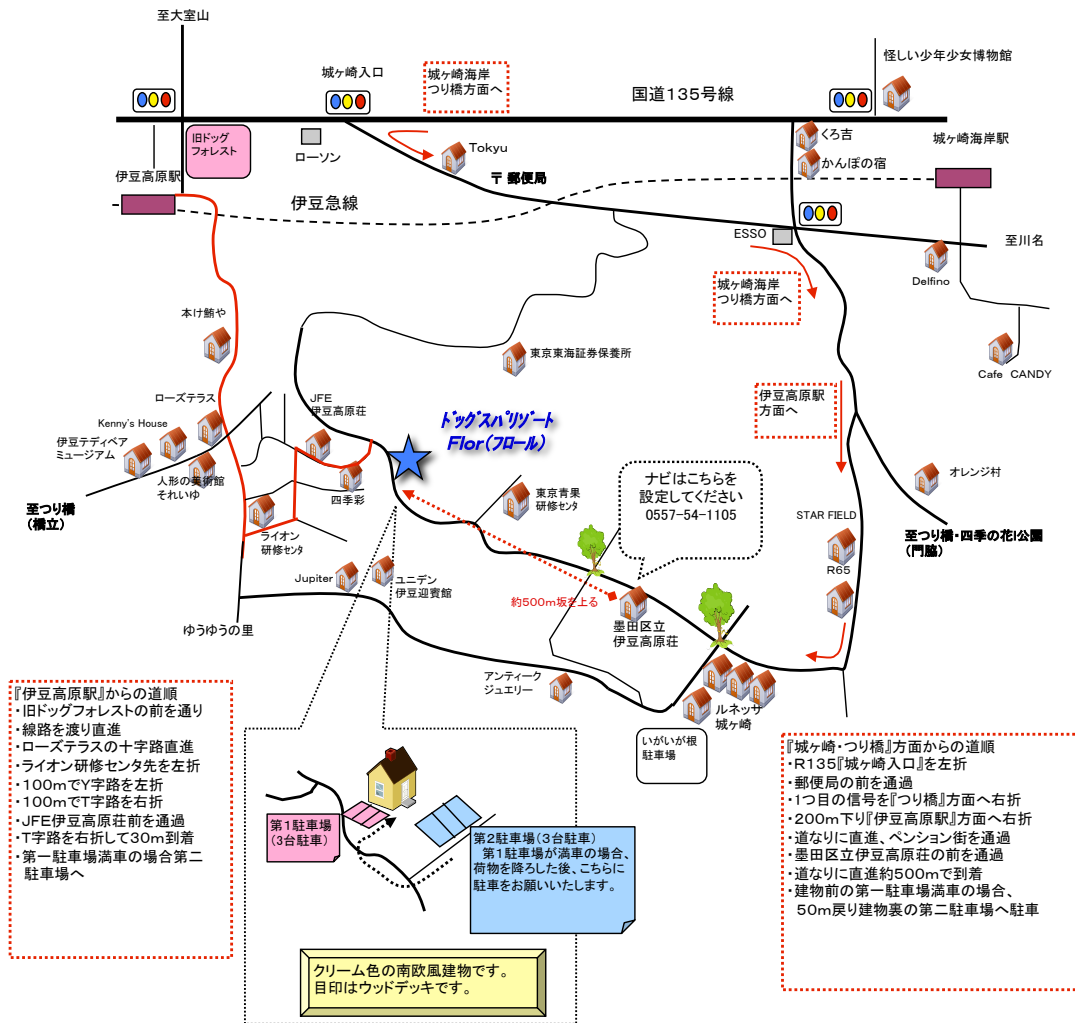 至大室山
城ヶ崎入口
城ヶ崎海岸
つり橋方面へ
国道135号線
怪しい少年少女博物館
旧ドッグ
フォレスト
ローソン
Tokyu
くろ吉
かんぽの宿
城ヶ崎海岸駅
伊豆高原駅
〒郵便局
伊豆急線
ESSO
至川名
Delfino
城ヶ崎海岸
つり橋方面へ
本け鮪や
東京東海証券保養所
Cafe CANDY
伊豆高原駅
方面へ
ローズテラス
JFE
伊豆高原荘
Kenny's House
伊豆テディベア
ミュージアム
人形の美術館
それいゆ
ドッグスパリゾート
Flor(フロール)
四季彩
東京青果
研修センタ
ナビはこちらを
設定してください
0557-54-1105
オレンジ村
至つり橋
(橋立)
ライオン
研修センタ
STAR FIELD
至つり橋・四季の花公園
(門脇)
R65
Jupiter
ユニデン
伊豆迎賓館
約500m坂を上る
ゆうゆうの里
墨田区立
伊豆高原荘
アンティーク
ジュエリー
ルネッサ
城ヶ崎
いがいが根
駐車場
『伊豆高原駅』からの道順
・旧ドッグフォレストの前を通り
・線路を渡り直進
・ローズテラスの十字路直進
・ライオン研修センタ先を左折
・100mでY字路を左折
・100mでT字路を右折
・JFE伊豆高原荘前を通過
・T字路を右折して30m到着
・第一駐車場満車の場合第二
駐車場へ
第1駐車場
(3台駐車)
第2駐車場(3台駐車)
第1駐車場が満車の場合、
荷物を降ろした後、こちらに
駐車をお願いいたします。
クリーム色の南欧風建物です。
目印はウッドデッキです。
『城ヶ崎・つり橋』方面からの道順
・R135『城ヶ崎入口』を左折
・郵便局の前を通過
・1つ目の信号を『つり橋』方面へ右折
・200m下り『伊豆高原駅』方面へ右折
・道なりに直進、ペンション街を通過
・墨田区立伊豆高原荘の前を通過
・道なりに直進約500mで到着
・建物前の第一駐車場満車の場合、
50m戻り建物裏の第二駐車場へ駐車